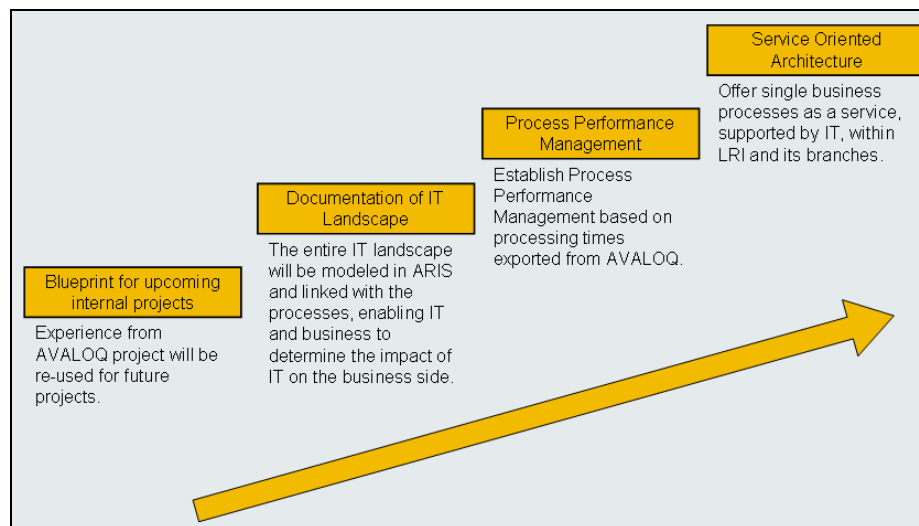 Blueprint for upcoming
internal projects
Experience from
AVALOQ project will be
re-used for future
projects.
Documentation of IT
Landscape
The entire IT landscape
will be modeled in ARIS
and linked with the
processes, enabling IT
and business to
determine the impact of
IT on the business side.
Process Performance
Management
Establish Process
Performance
Management based on
processing times
exported from AVALOQ.
Service Oriented
Architecture
Offer single business
processes as a service,
supported by IT, within
LRI and its branches.